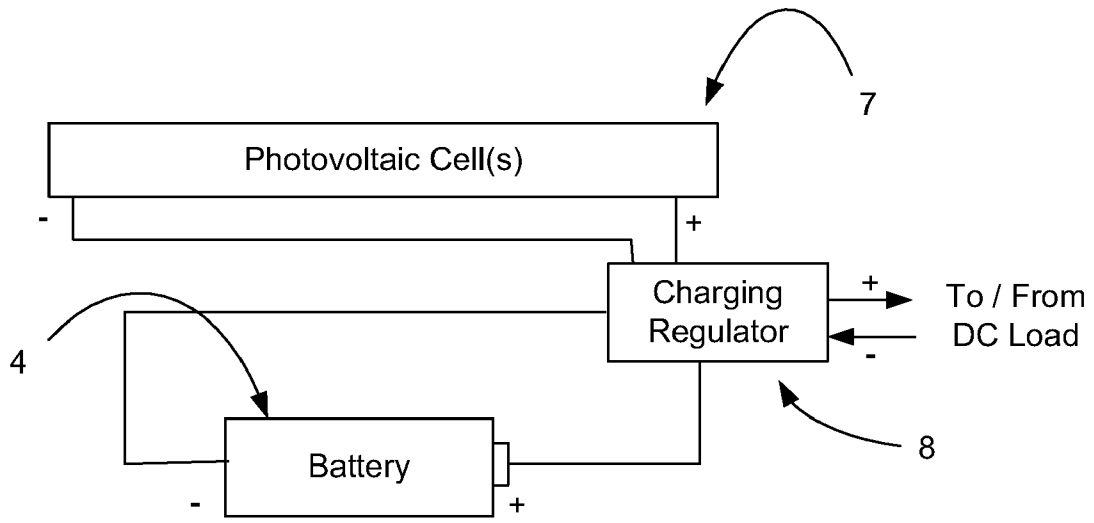 7
Photovoltaic Cell(s)
-
+
Charging
Regulator
+
-
To / From
DC Load
4
8
Battery
-
+